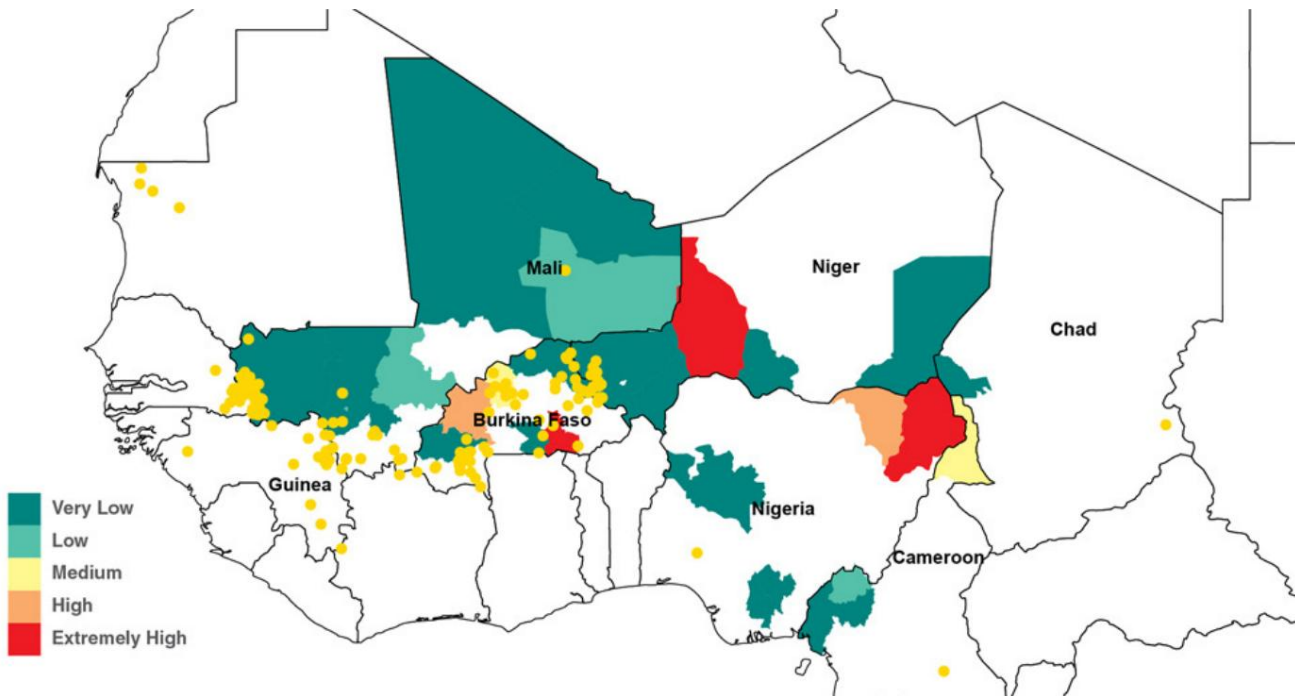 Mali
Niger
Chad
Burkina Faso
Guinea
Nigeria
Cameroon
Very Low
Low
Medium
High
Extremely High